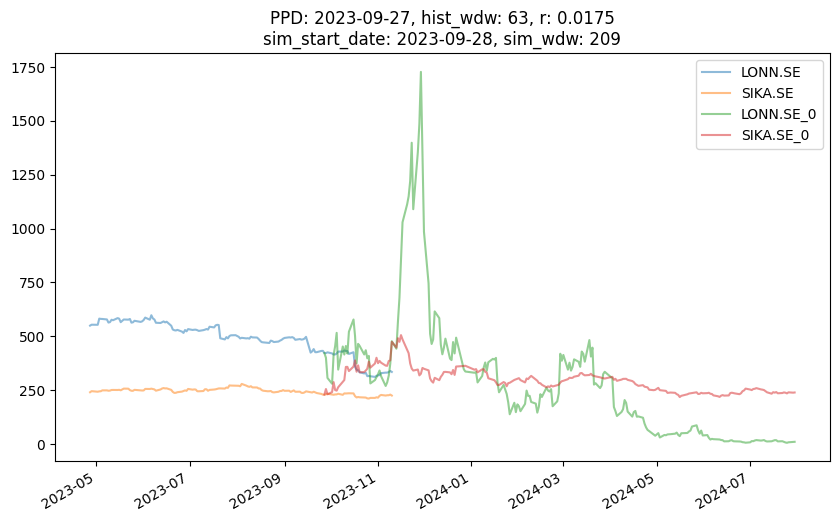 PPD: 2023-09-27, hist_wdw: 63, r: 0.0175
sim_start_date: 2023-09-28, sim_wdw: 209
LONN.SE
SIKA.SE
LONN.SE_0
SIKA.SE_0
1750
1500
1250
1000
750
500
250
0
2023-05
2023-07
2023-09
2023-11
2024-01
2024-03
2024-05
2024-07